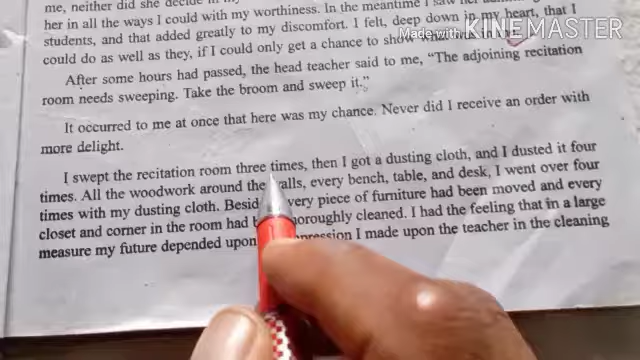 me, neither did she decide in
her in all the ways I could with my worthiness. In the meantime I saw her
students, and that added greatly to my discomfort. I felt, deep down in my heart, that I
could do as well as they, if I could only get a chance to show what
After some hours had passed, the head teacher said to me, “The adjoining recitation
room needs sweeping. Take the broom and sweep it.”
It occurred to me at once that here was my chance. Never did I receive an order with
more delight.
I swept the recitation room three times, then I got a dusting cloth, and I dusted it four
times. All the woodwork around the walls, every bench, table, and desk, I went over four
times with my dusting cloth. Besid every piece of furniture had been moved and every
closet and corner in the room had thoroughly cleaned. I had the feeling that in a large
measure my future depended upon impression I made upon the teacher in the cleaning
Made with
KINEMASTER